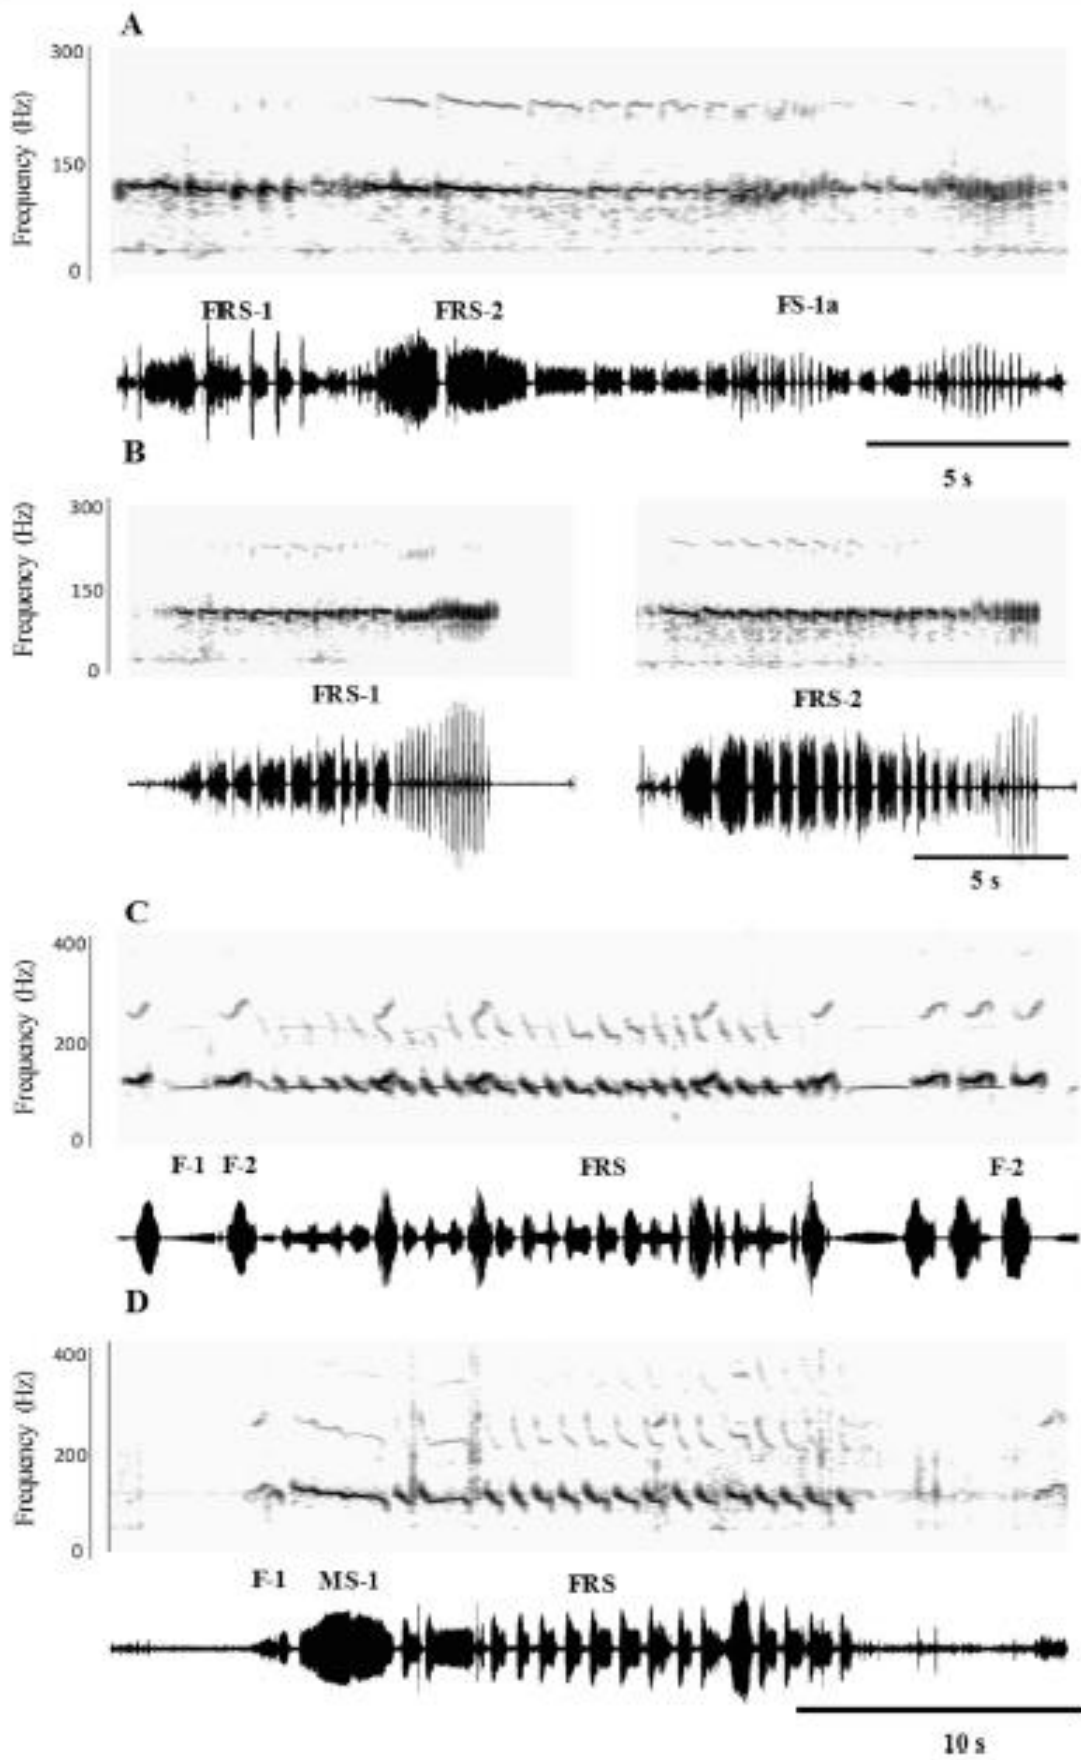 A
300
Frequency (Hz)
150
0
FRS-1 FRS-2 FS-1a
5 s
B
300
Frequency (Hz)
150
0
FRS-1 FRS-2
5 s
C
400
Frequency (Hz)
200
0
F-1 F-2 FRS F-2
D
400
Frequency (Hz)
200
0
F-1 MS-1 FRS
10 s